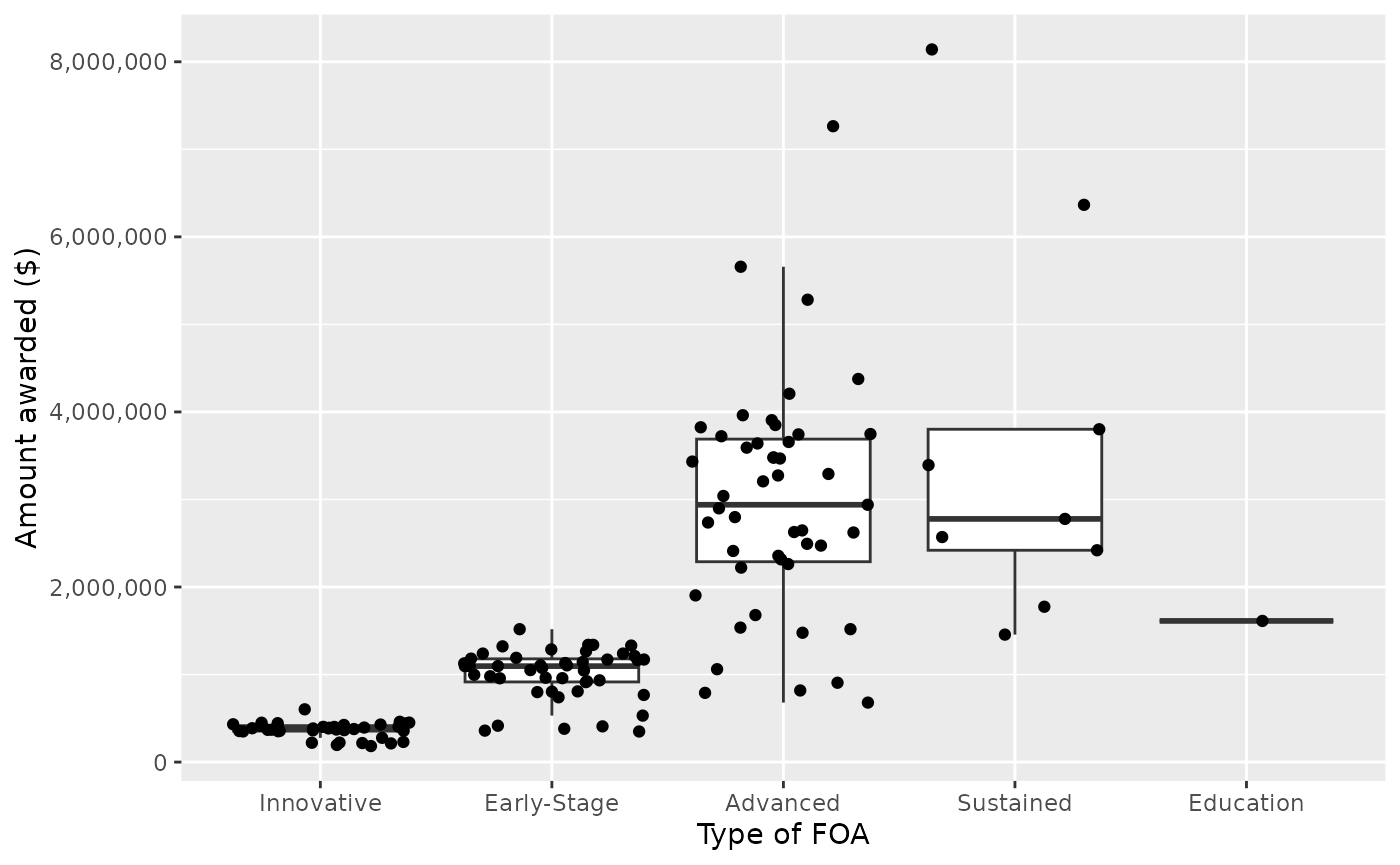 8,000,000
6,000,000
4,000,000
2,000,000
0
Amount awarded ($)
Innovative Early-Stage Advanced Sustained Education
Type of FOA